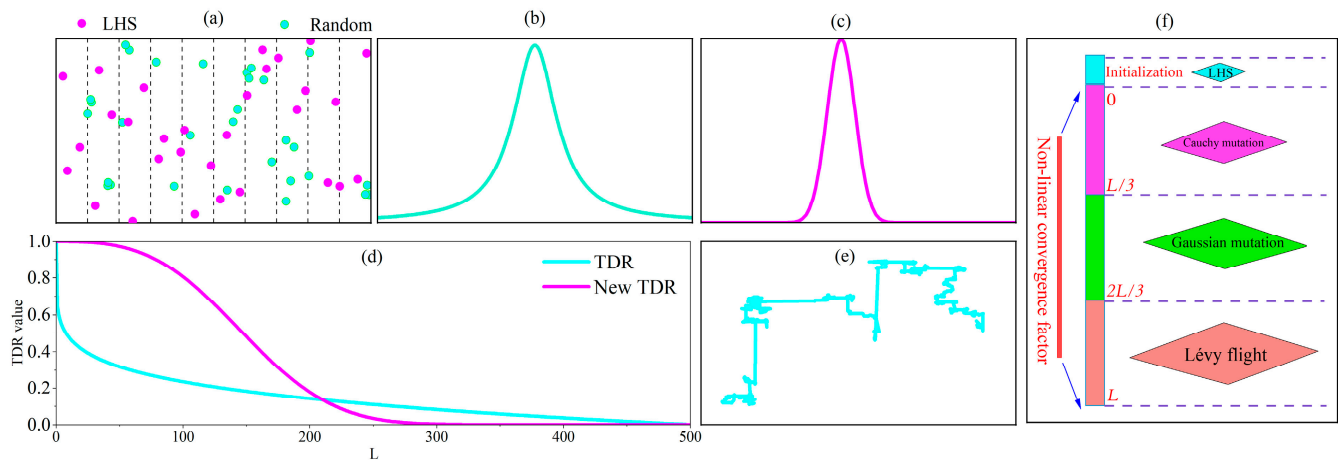 LHS
Random
(a)
(b)
(c)
(f)
Initialization
LHS
0
Cauchy mutation
L/3
Gaussian mutation
2L/3
Lévy flight
L
Non-linear convergence factor
(d)
TDR
New TDR
TDR value
1.0
0.8
0.6
0.4
0.2
0.0
0
100
200
300
400
500
L
(e)